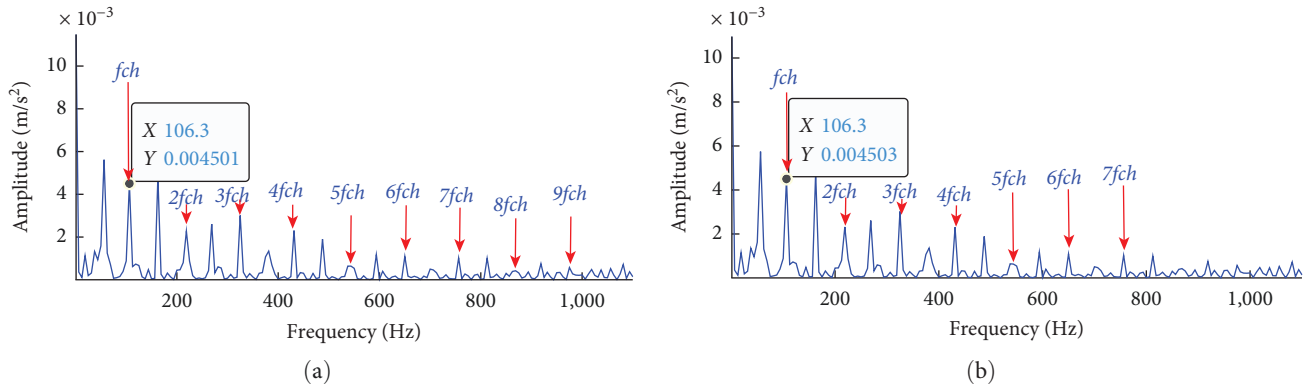 × 10⁻³
10
8
6
4
2
Amplitude (m/s²)
fch
X 106.3
Y 0.004501
2fch
3fch
4fch
5fch
6fch
7fch
8fch
9fch
200
400
600
800
1,000
Frequency (Hz)
(a)
× 10⁻³
10
8
6
4
2
Amplitude (m/s²)
fch
X 106.3
Y 0.004503
2fch
3fch
4fch
5fch
6fch
7fch
200
400
600
800
1,000
Frequency (Hz)
(b)